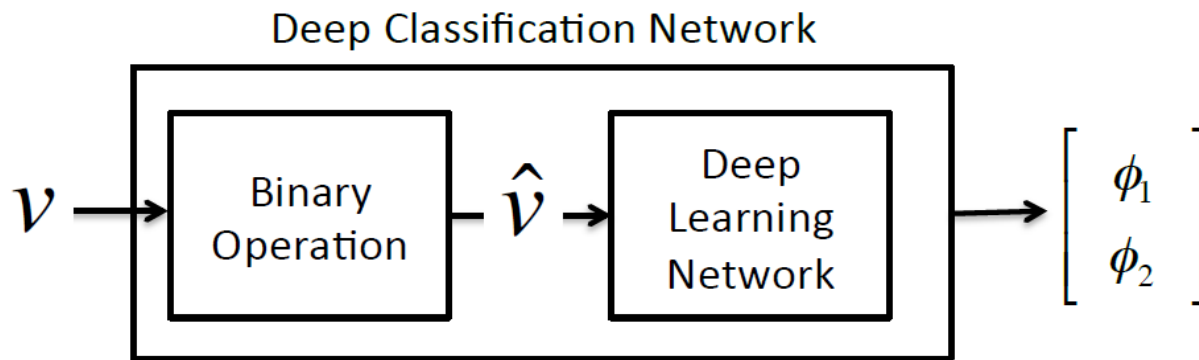 Deep Classification Network
v
Binary
Operation
v̂
Deep
Learning
Network
ϕ₁
ϕ₂